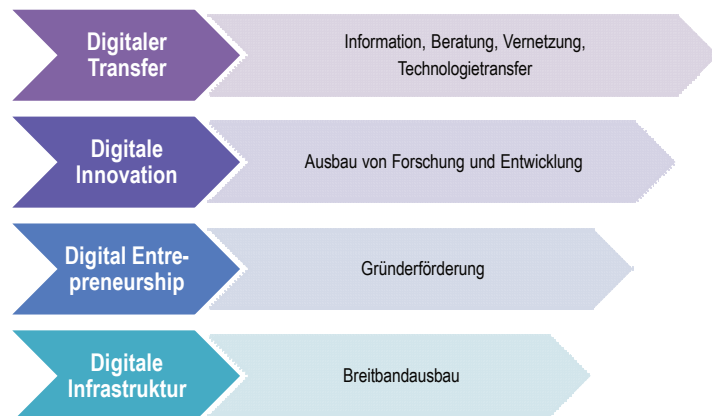 Digitaler
Transfer
Information, Beratung, Vernetzung,
Technologietransfer
Digitale
Innovation
Ausbau von Forschung und Entwicklung
Digital Entre-
preneurship
Gründerförderung
Digitale
Infrastruktur
Breitbandausbau